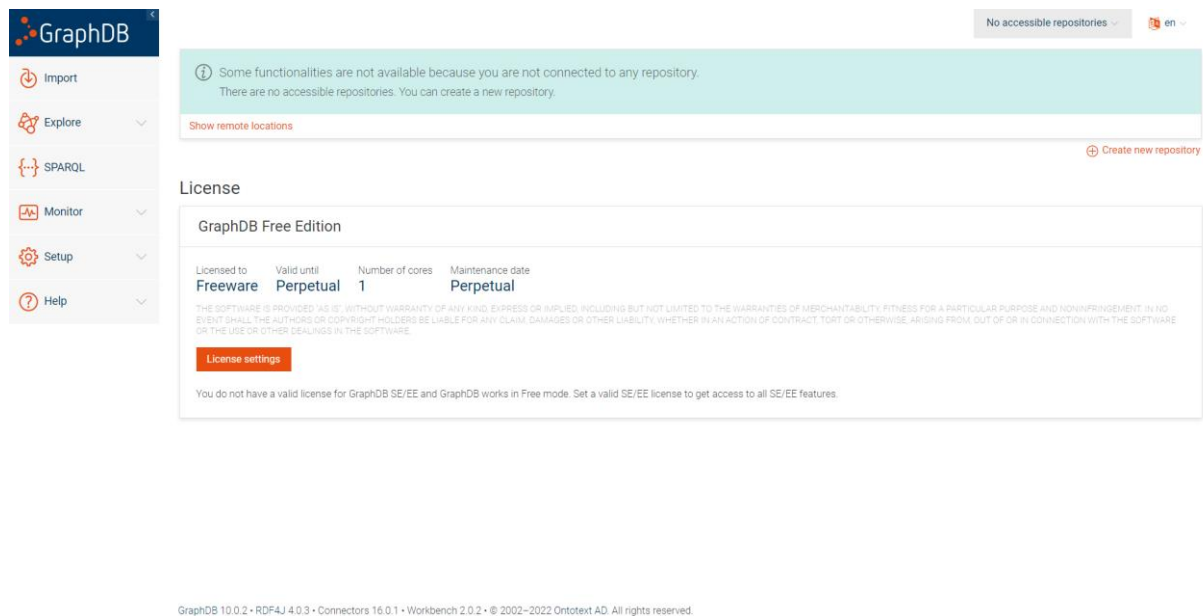 GraphDB
No accessible repositories
en
Import
Explore
SPARQL
Monitor
Setup
Help
Some functionalities are not available because you are not connected to any repository.
There are no accessible repositories. You can create a new repository.
Show remote locations
Create new repository
License
GraphDB Free Edition
Licensed to Valid until Number of cores Maintenance date
Freeware Perpetual 1 Perpetual
THE SOFTWARE IS PROVIDED "AS IS", WITHOUT WARRANTY OF ANY KIND, EXPRESS OR IMPLIED, INCLUDING BUT NOT LIMITED TO THE WARRANTIES OF MERCHANTABILITY, FITNESS FOR A PARTICULAR PURPOSE AND NONINFRINGEMENT. IN NO
EVENT SHALL THE AUTHORS OR COPYRIGHT HOLDERS BE LIABLE FOR ANY CLAIM, DAMAGES OR OTHER LIABILITY, WHETHER IN AN ACTION OF CONTRACT, TORT OR OTHERWISE, ARISING FROM, OUT OF OR IN CONNECTION WITH THE SOFTWARE
OR THE USE OR OTHER DEALINGS IN THE SOFTWARE.
License settings
You do not have a valid license for GraphDB SE/EE and GraphDB works in Free mode. Set a valid SE/EE license to get access to all SE/EE features.
GraphDB 10.0.2 • RDF4J 4.0.3 • Connectors 16.0.1 • Workbench 2.0.2 • © 2002–2022 Ontotext AD. All rights reserved.